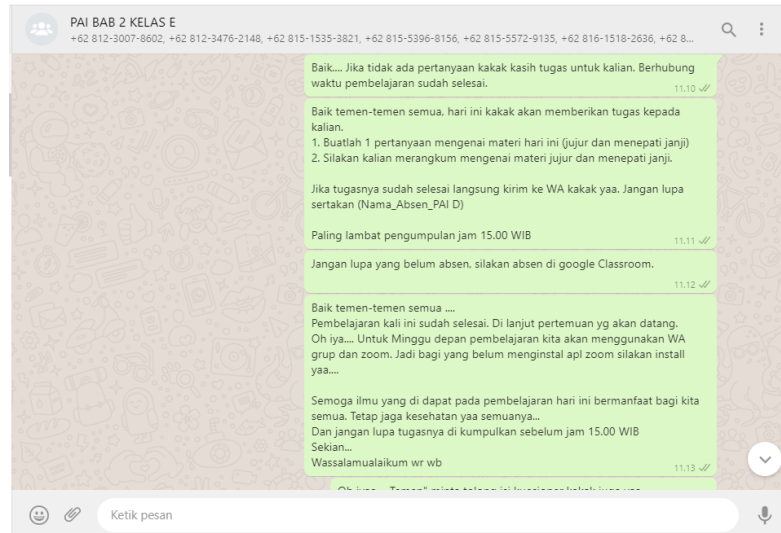 PAI BAB 2 KELAS E
+62 812-3007-8602, +62 812-3476-2148, +62 815-1535-3821, +62 815-5396-8156, +62 815-5572-9135, +62 816-1518-2636, +62 8...
Baik.... Jika tidak ada pertanyaan kakak kasih tugas untuk kalian. Berhubung
waktu pembelajaran sudah selesai.
11.10
Baik temen-temen semua, hari ini kakak akan memberikan tugas kepada
kalian.
1. Buatlah 1 pertanyaan mengenai materi hari ini (jujur dan menepati janji)
2. Silakan kalian merangkum mengenai materi jujur dan menepati janji.
Jika tugasnya sudah selesai langsung kirim ke WA kakak yaa. Jangan lupa
sertakan (Nama_Absen_PAI D)
Paling lambat pengumpulan jam 15.00 WIB
11.11
Jangan lupa yang belum absen, silakan absen di google Classroom.
11.12
Baik temen-temen semua ....
Pembelajaran kali ini sudah selesai. Di lanjut pertemuan yg akan datang.
Oh iya.... Untuk Minggu depan pembelajaran kita akan menggunakan WA
grup dan zoom. Jadi bagi yang belum menginstal apl zoom silakan install
yaa....
Semoga ilmu yang di dapat pada pembelajaran hari ini bermanfaat bagi kita
semua. Tetap jaga kesehatan yaa semuanya...
Dan jangan lupa tugasnya di kumpulkan sebelum jam 15.00 WIB
Sekian...
Wassalamualaikum wr wb
11.13
Ketik pesan